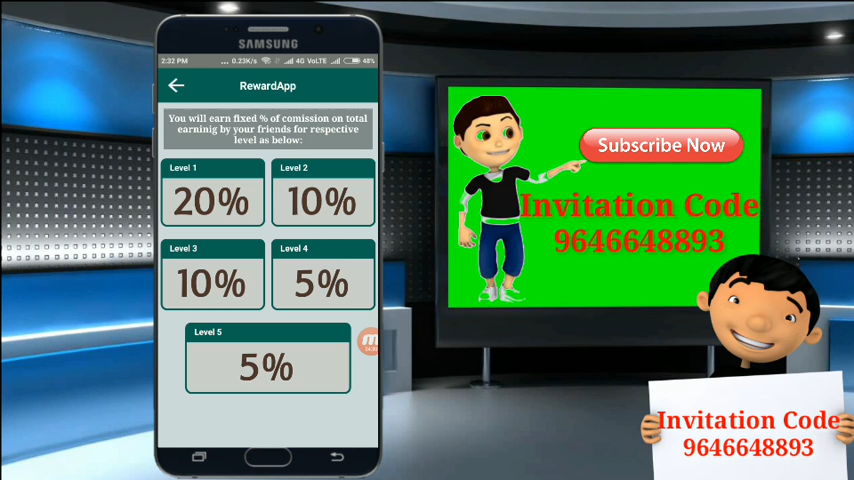 SAMSUNG
2:32 PM ... 0.23K/s 4G VoLTE 48%
RewardApp
You will earn fixed % of comission on total
earninig by your friends for respective
level as below:
Level 1
20%
Level 2
10%
Level 3
10%
Level 4
5%
Level 5
5%
Subscribe Now
Invitation Code
9646648893
Invitation Code
9646648893